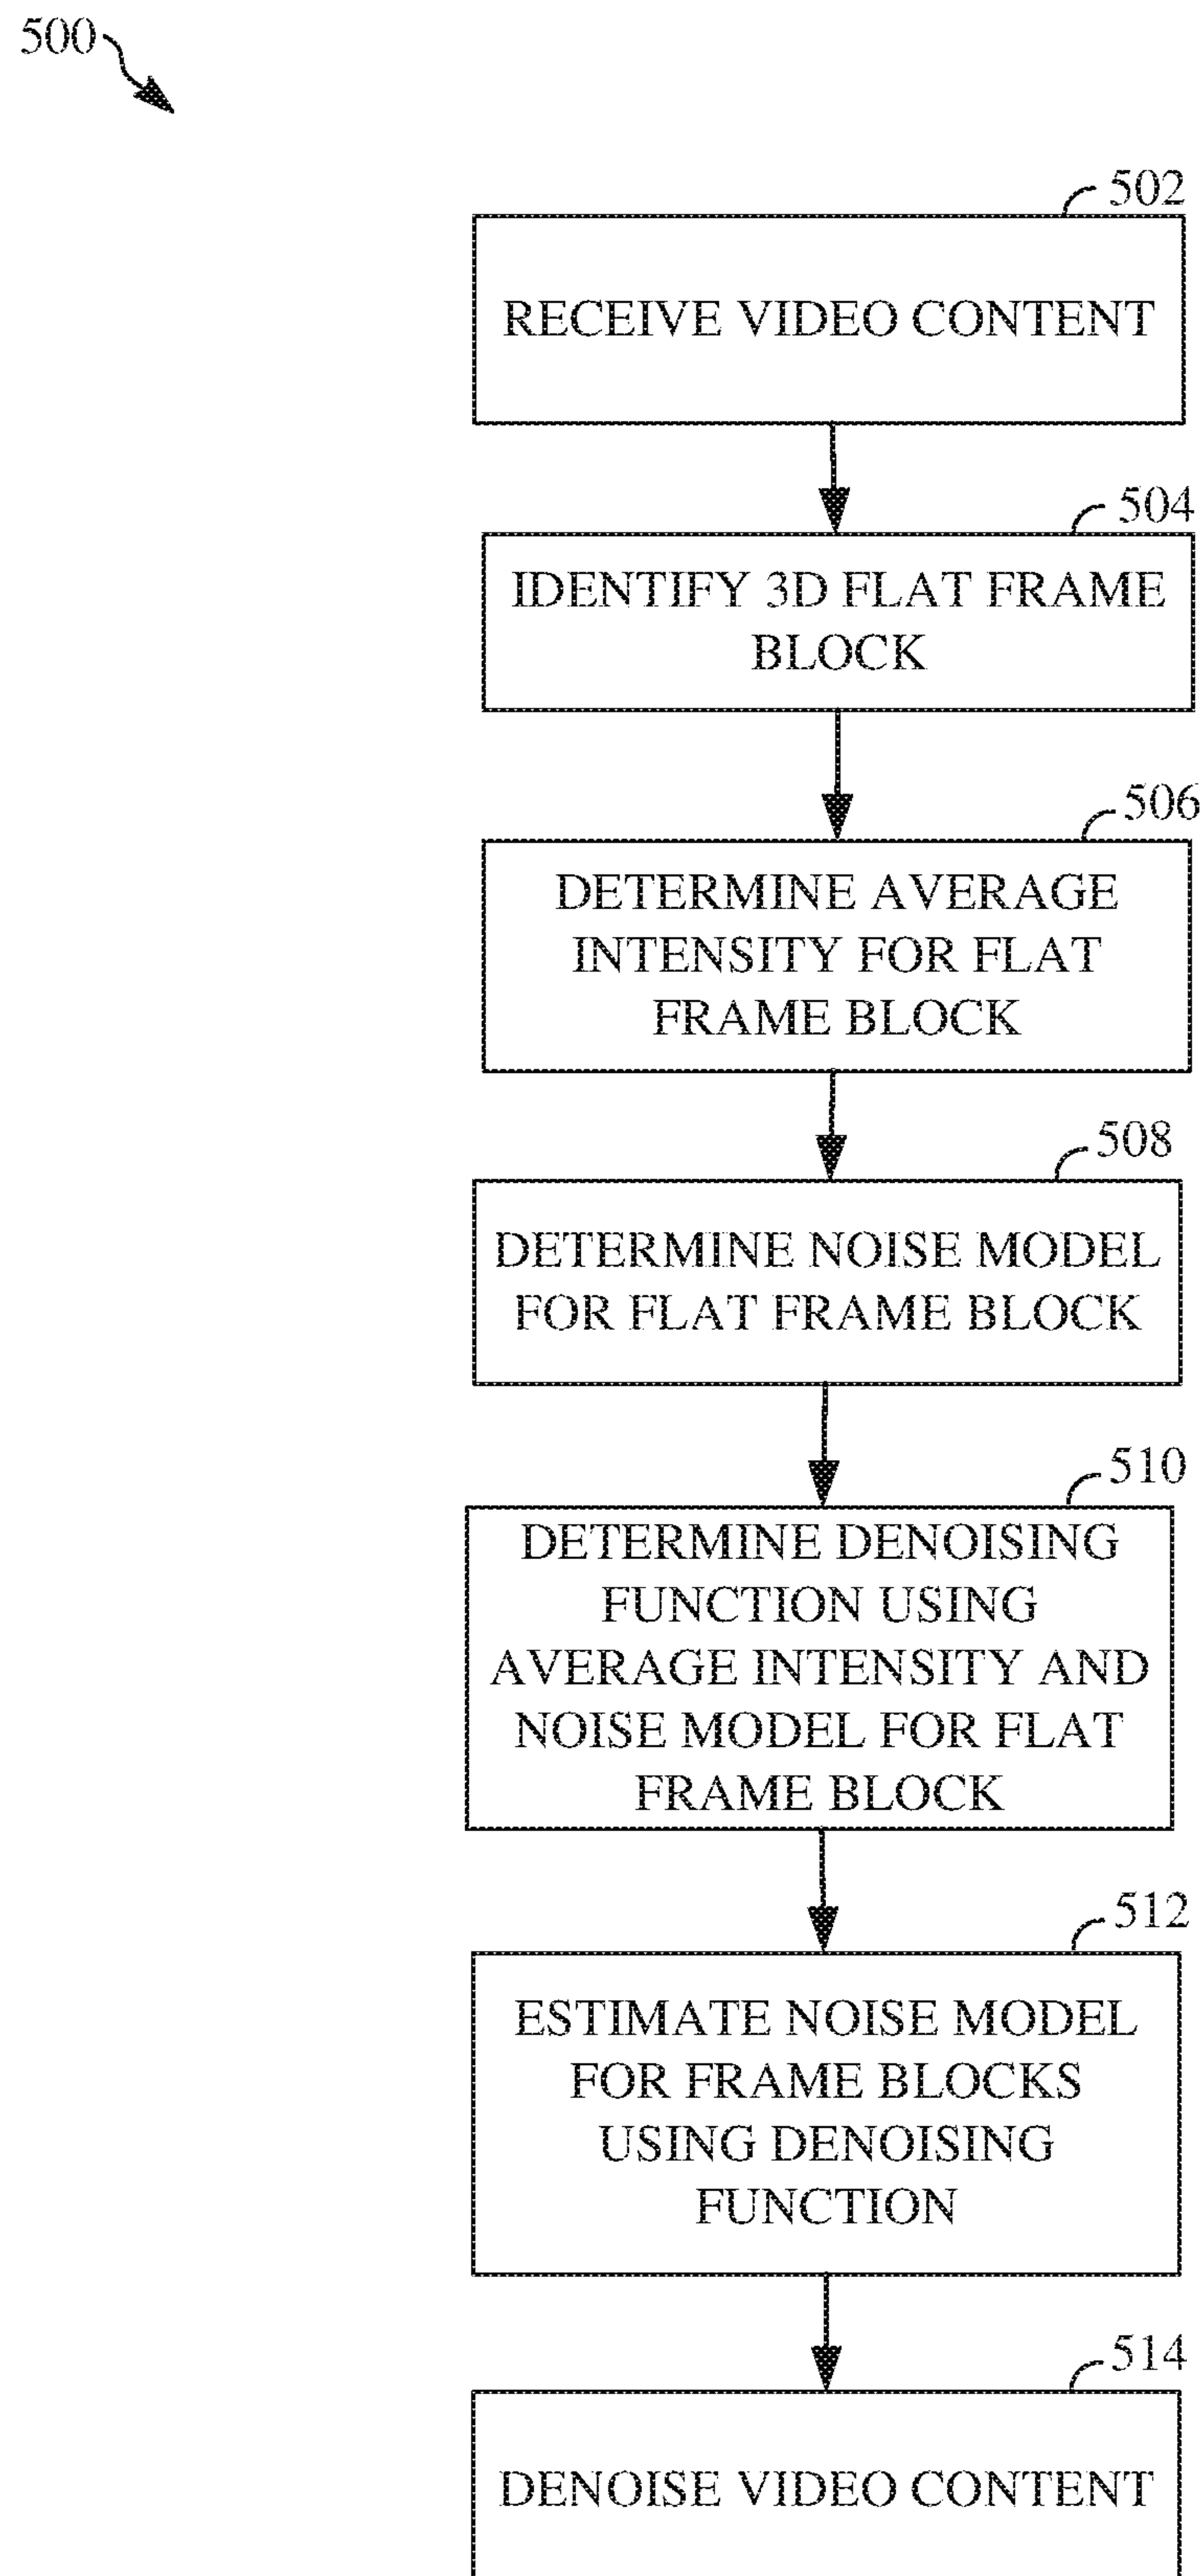 500
502
RECEIVE VIDEO CONTENT
504
IDENTIFY 3D FLAT FRAME
BLOCK
506
DETERMINE AVERAGE
INTENSITY FOR FLAT
FRAME BLOCK
508
DETERMINE NOISE MODEL
FOR FLAT FRAME BLOCK
510
DETERMINE DENOISING
FUNCTION USING
AVERAGE INTENSITY AND
NOISE MODEL FOR FLAT
FRAME BLOCK
512
ESTIMATE NOISE MODEL
FOR FRAME BLOCKS
USING DENOISING
FUNCTION
514
DENOISE VIDEO CONTENT